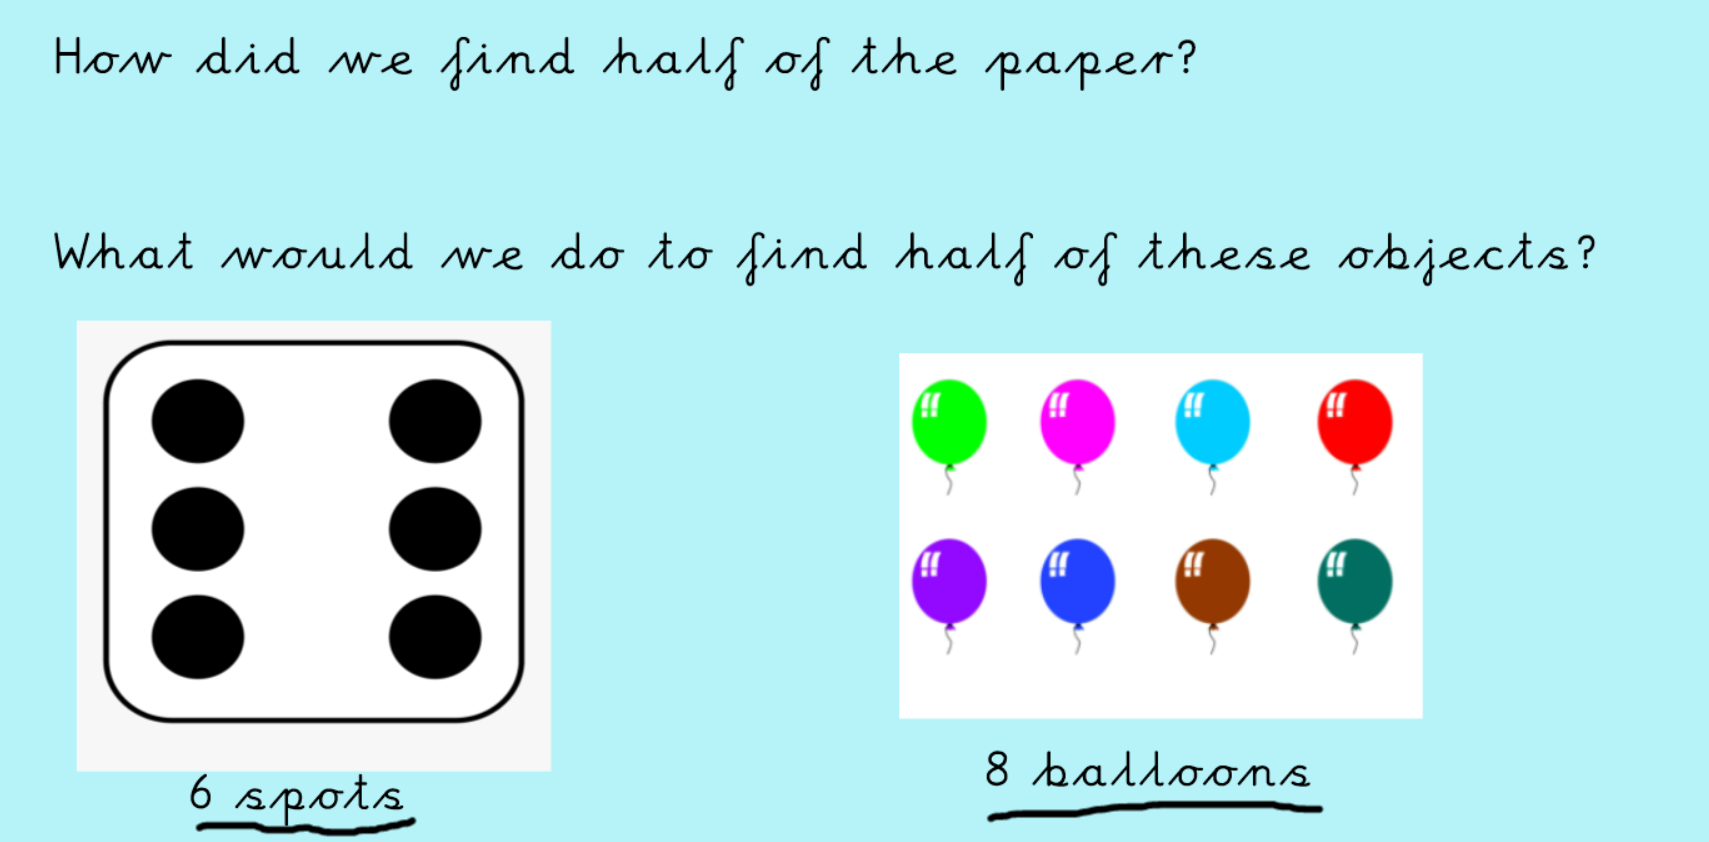 How did we find half of the paper?
What would we do to find half of these objects?
6 spots
8 balloons